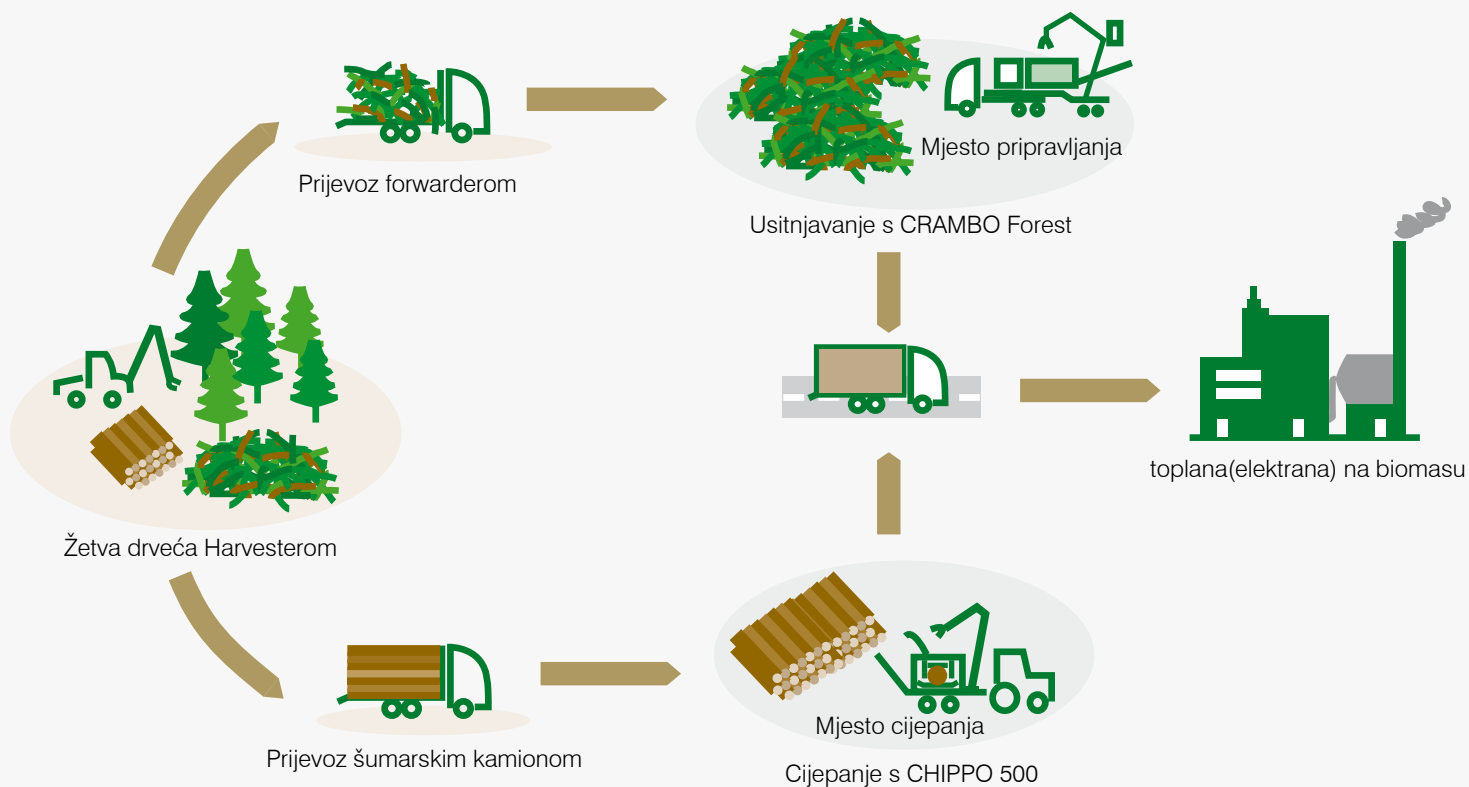 Mjesto pripravljanja
Prijevoz forwarderom
Usitnjavanje s CRAMBO Forest
toplana(elektrana) na biomasu
Žetva drveća Harvesterom
Mjesto cijepanja
Prijevoz šumarskim kamionom
Cijepanje s CHIPPO 500